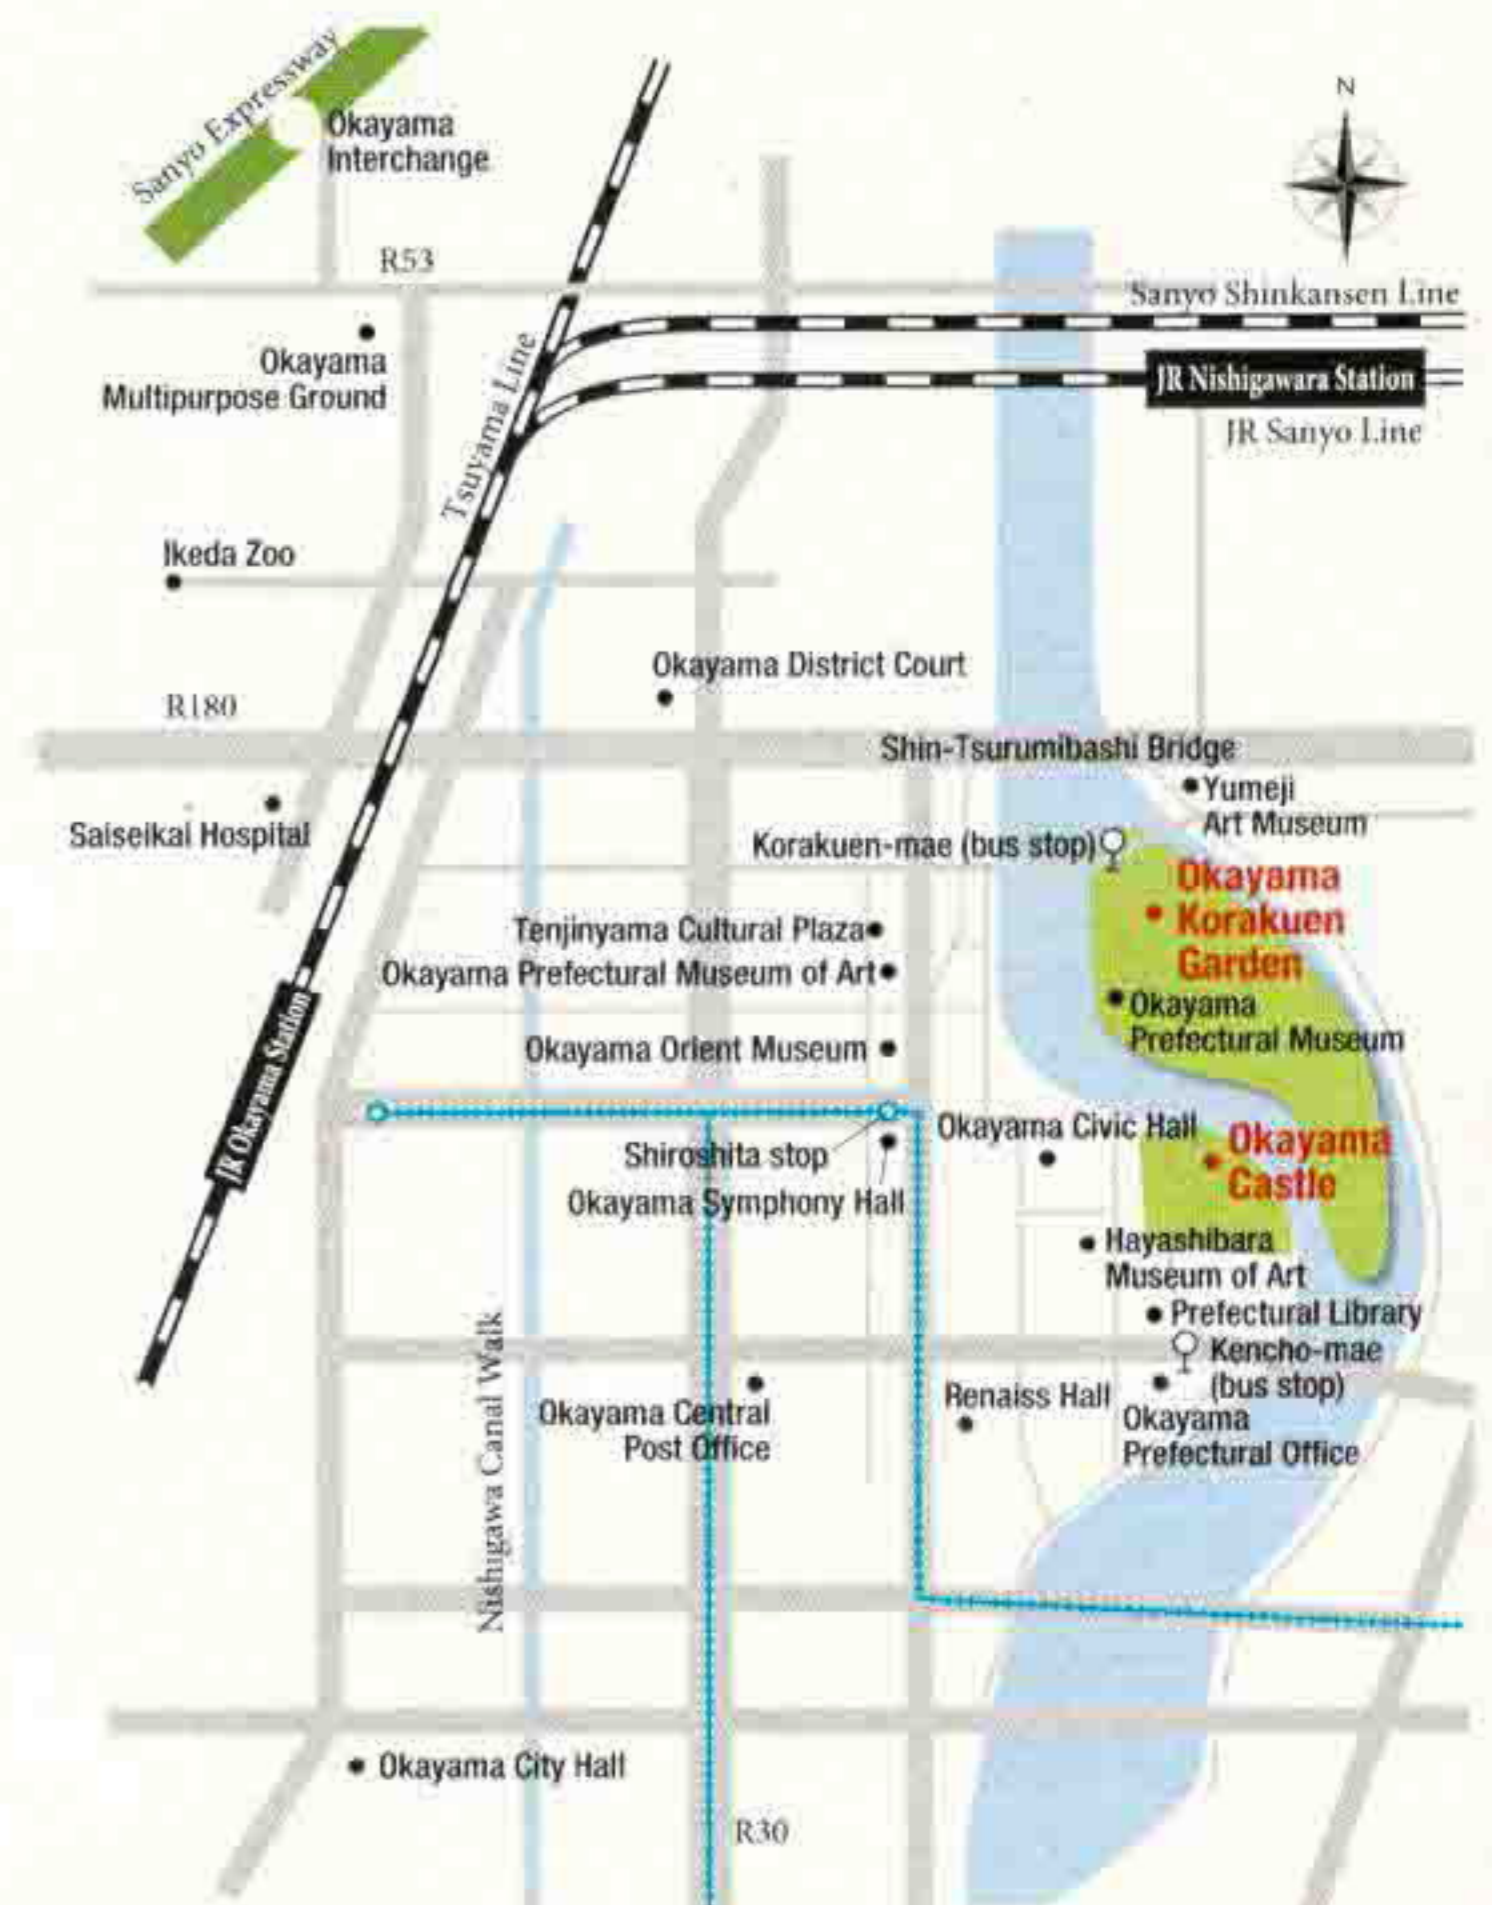 N
Sanyo Expressway
Okayama
Interchange
R53
Sanyo Shinkansen Line
JR Nishigawara Station
JR Sanyo Line
Okayama
Multipurpose Ground
Tsuyama Line
Ikeda Zoo
Okayama District Court
R180
Shin-Tsurumibashi Bridge
Yumeji
Art Museum
Saiseikai Hospital
Korakuen-mae (bus stop)
Okayama
Korakuen
Garden
Tenjinyama Cultural Plaza
Okayama Prefectural Museum of Art
Okayama
Prefectural Museum
Okayama Orient Museum
JR Okayama Station
Okayama Civic Hall
Okayama
Castle
Shiroshita stop
Okayama Symphony Hall
Hayashibara
Museum of Art
Prefectural Library
Kencho-mae
(bus stop)
Nishigawa Canal Walk
Okayama Central
Post Office
Renaiss Hall
Okayama
Prefectural Office
Okayama City Hall
R30